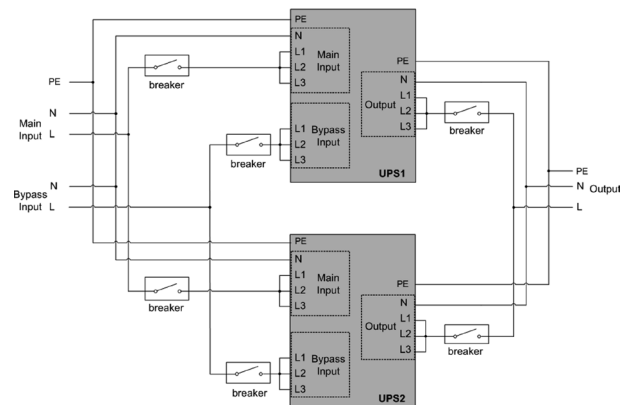 PE
N
L1
Main
L2
Input
L3
breaker
PE
N
Output
L1
L2
L3
breaker
PE
N
Main
Input
L
L1
Bypass
L2
Input
L3
breaker
UPS1
N
Bypass
Input
L
PE
N
Output
L
PE
N
L1
Main
L2
Input
L3
breaker
PE
N
Output
L1
L2
L3
breaker
L1
Bypass
L2
Input
L3
breaker
UPS2